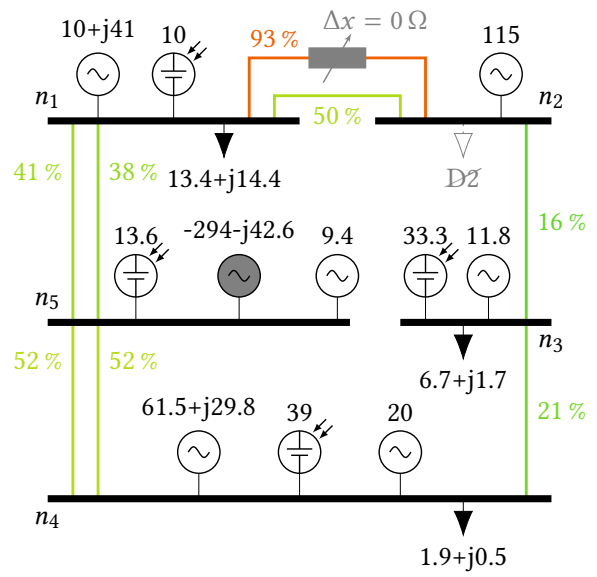 Δx = 0 Ω
10+j41 10 93 % 115
n₁ n₂
50 %
41 % 38 % 13.4+j14.4 D2
16 %
13.6 -294-j42.6 9.4 33.3 11.8
n₅ n₃
52 % 52 % 6.7+j1.7
61.5+j29.8 39 20 21 %
n₄
1.9+j0.5